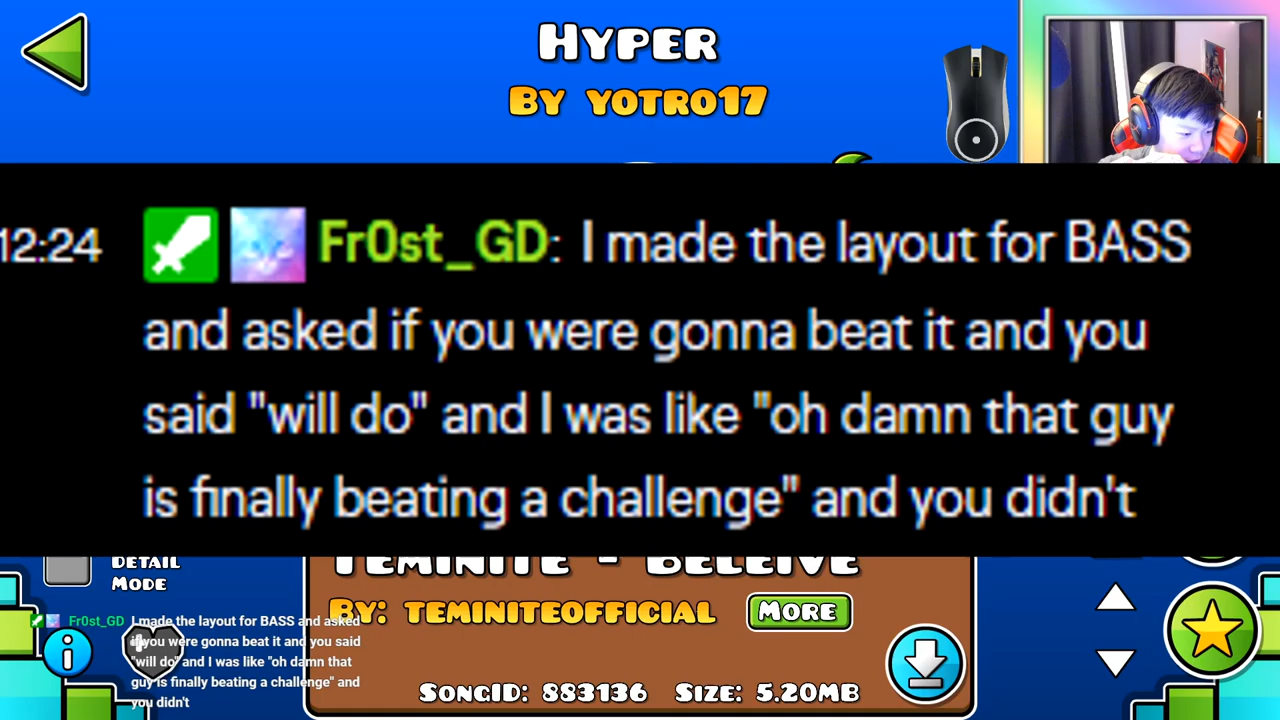 HYPER
BY YOTRO17
12:24 Fr0st_GD: I made the layout for BASS
and asked if you were gonna beat it and you
said "will do" and I was like "oh damn that guy
is finally beating a challenge" and you didn't
DETAIL
MODE
TEMINITE - BELEIVE
BY: TEMINITEOFFICIAL
MORE
SONGID: 883136 SIZE: 5.20MB
Fr0st_GD I made the layout for BASS and asked
if you were gonna beat it and you said
"will do" and I was like "oh damn that
guy is finally beating a challenge" and
you didn't